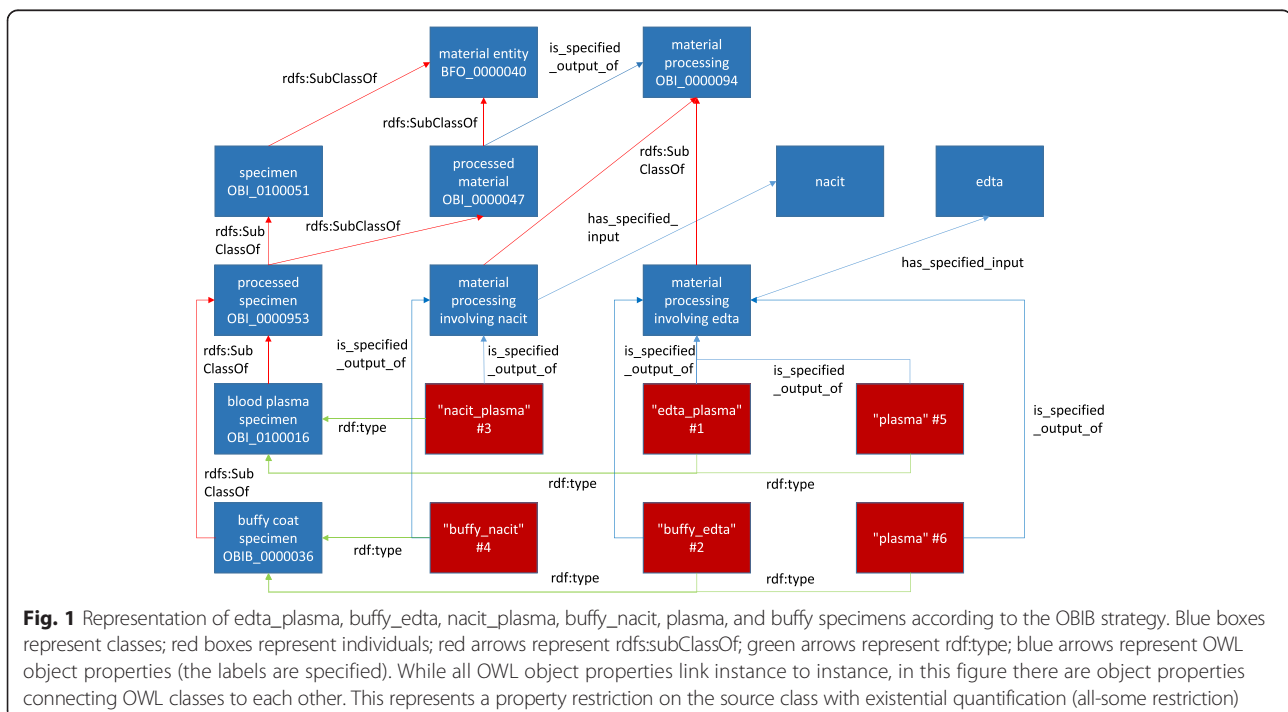 material entity
BFO_0000040
is_specified
_output_of
material
processing
OBI_0000094
rdfs:SubClassOf
rdfs:SubClassOf
specimen
OBI_0100051
processed
material
OBI_0000047
rdfs:Sub
ClassOf
nacit
edta
rdfs:Sub
ClassOf
rdfs:SubClassOf
has_specified_
input
has_specified_input
processed
specimen
OBI_0000953
material
processing
involving nacit
material
processing
involving edta
rdfs:Sub
ClassOf
is_specified
_output_of
is_specified
_output_of
is_specified
_output_of
is_specified
_output_of
blood plasma
specimen
OBI_0100016
rdf:type
"nacit_plasma"
#3
"edta_plasma"
#1
"plasma" #5
is_specified
_output_of
rdfs:Sub
ClassOf
rdf:type
rdf:type
buffy coat
specimen
OBIB_0000036
rdf:type
"buffy_nacit"
#4
"buffy_edta"
#2
"plasma" #6
rdf:type
rdf:type
Fig. 1 Representation of edta_plasma, buffy_edta, nacit_plasma, buffy_nacit, plasma, and buffy specimens according to the OBIB strategy. Blue boxes
represent classes; red boxes represent individuals; red arrows represent rdfs:subClassOf; green arrows represent rdf:type; blue arrows represent OWL
object properties (the labels are specified). While all OWL object properties link instance to instance, in this figure there are object properties
connecting OWL classes to each other. This represents a property restriction on the source class with existential quantification (all-some restriction)